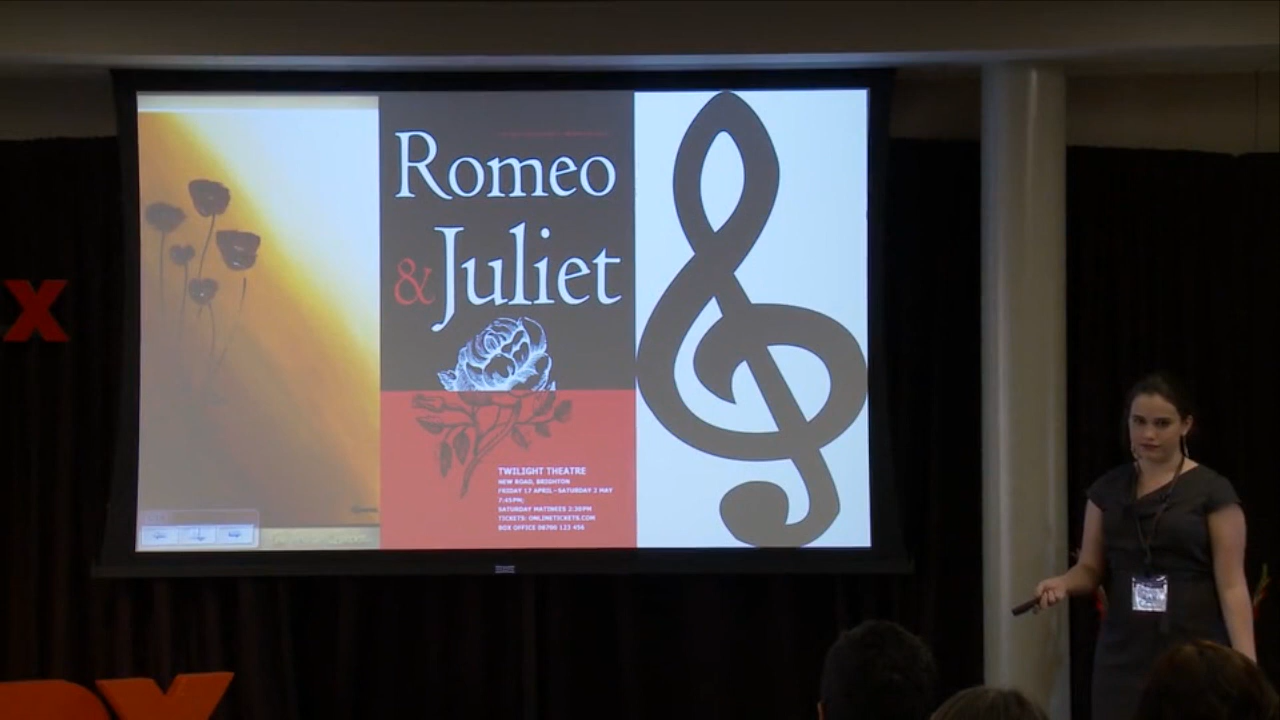 x
Romeo
& Juliet
TWILIGHT THEATRE
NEW ROAD, BRIGHTON
FRIDAY 17 APRIL - SATURDAY 2 MAY
7:45PM;
SATURDAY MATINEES 2:30PM
TICKETS: ONLINETICKETS.COM
BOX OFFICE 08700 123 456